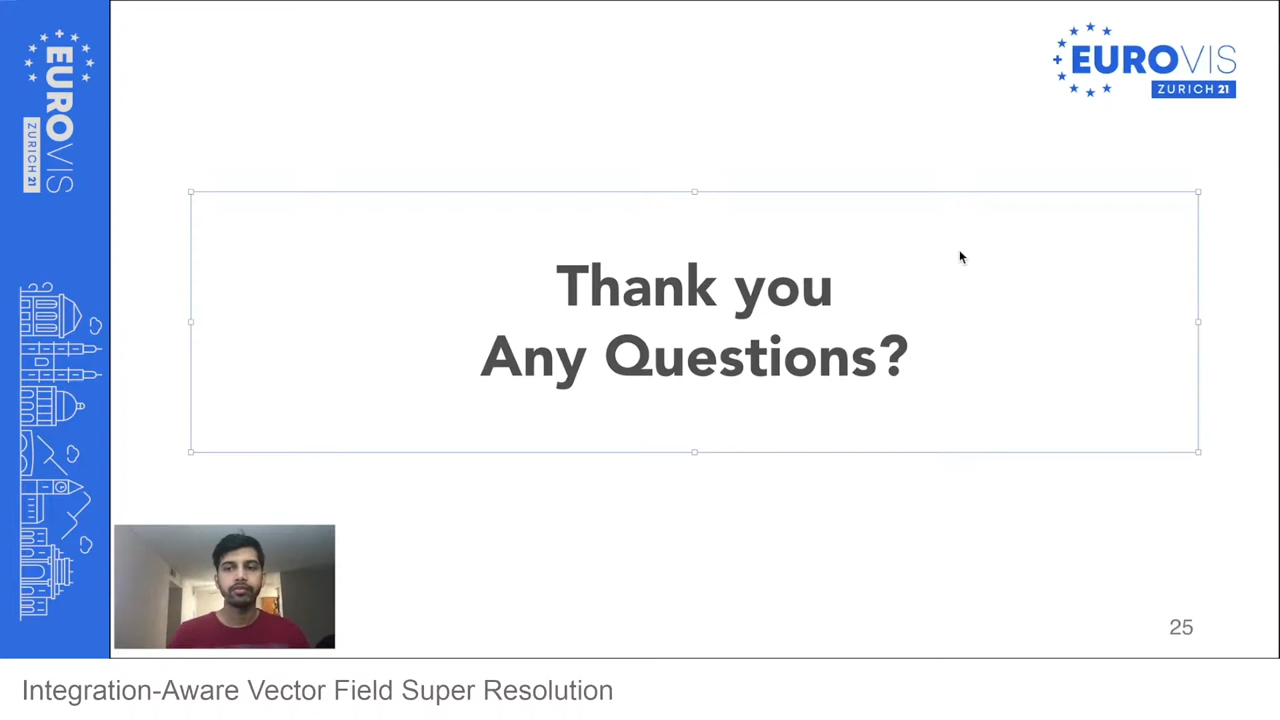 EUROVIS
ZURICH 21
EUROVIS
ZURICH 21
Thank you
Any Questions?
25
Integration-Aware Vector Field Super Resolution